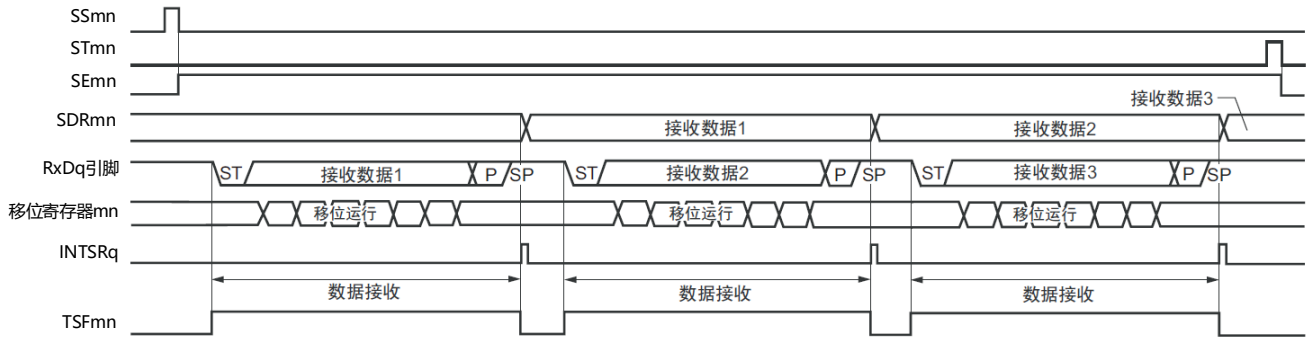 SSmn
STmn
SEmn
接收数据3
SDRmn 接收数据1 接收数据2
RxDq引脚 ST 接收数据1 P SP ST 接收数据2 P SP ST 接收数据3 P SP
移位寄存器mn 移位运行 移位运行 移位运行
INTSRq
数据接收 数据接收 数据接收
TSFmn